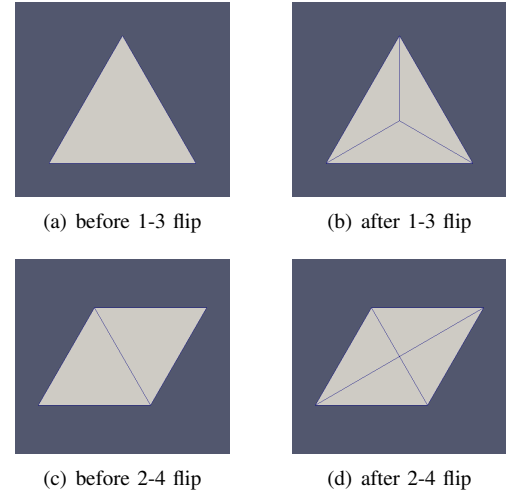 (a) before 1-3 flip
(b) after 1-3 flip
(c) before 2-4 flip
(d) after 2-4 flip